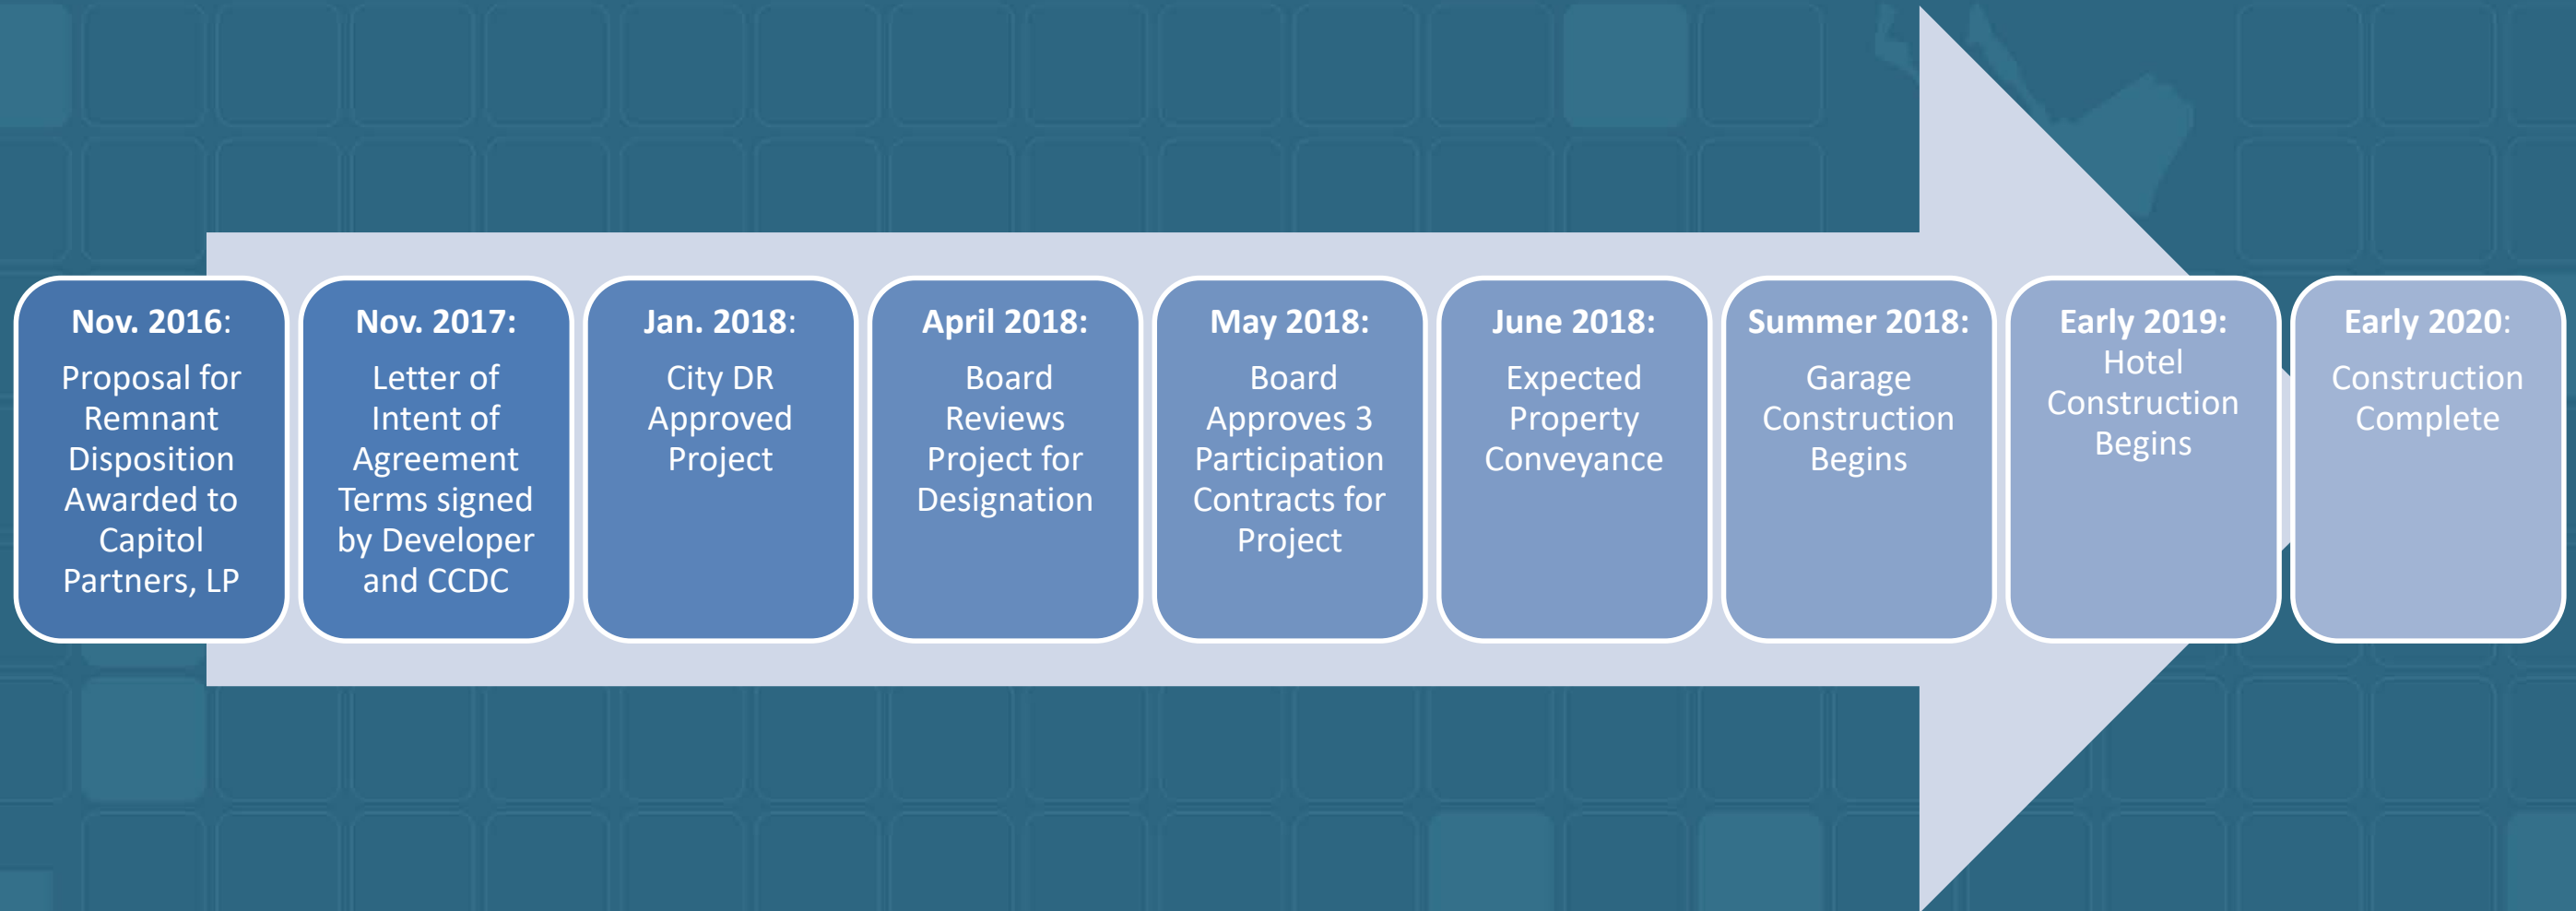 Nov. 2016:
Proposal for
Remnant
Disposition
Awarded to
Capitol
Partners, LP
Nov. 2017:
Letter of
Intent of
Agreement
Terms signed
by Developer
and CCDC
Jan. 2018:
City DR
Approved
Project
April 2018:
Board
Reviews
Project for
Designation
May 2018:
Board
Approves 3
Participation
Contracts for
Project
June 2018:
Expected
Property
Conveyance
Summer 2018:
Garage
Construction
Begins
Early 2019:
Hotel
Construction
Begins
Early 2020:
Construction
Complete